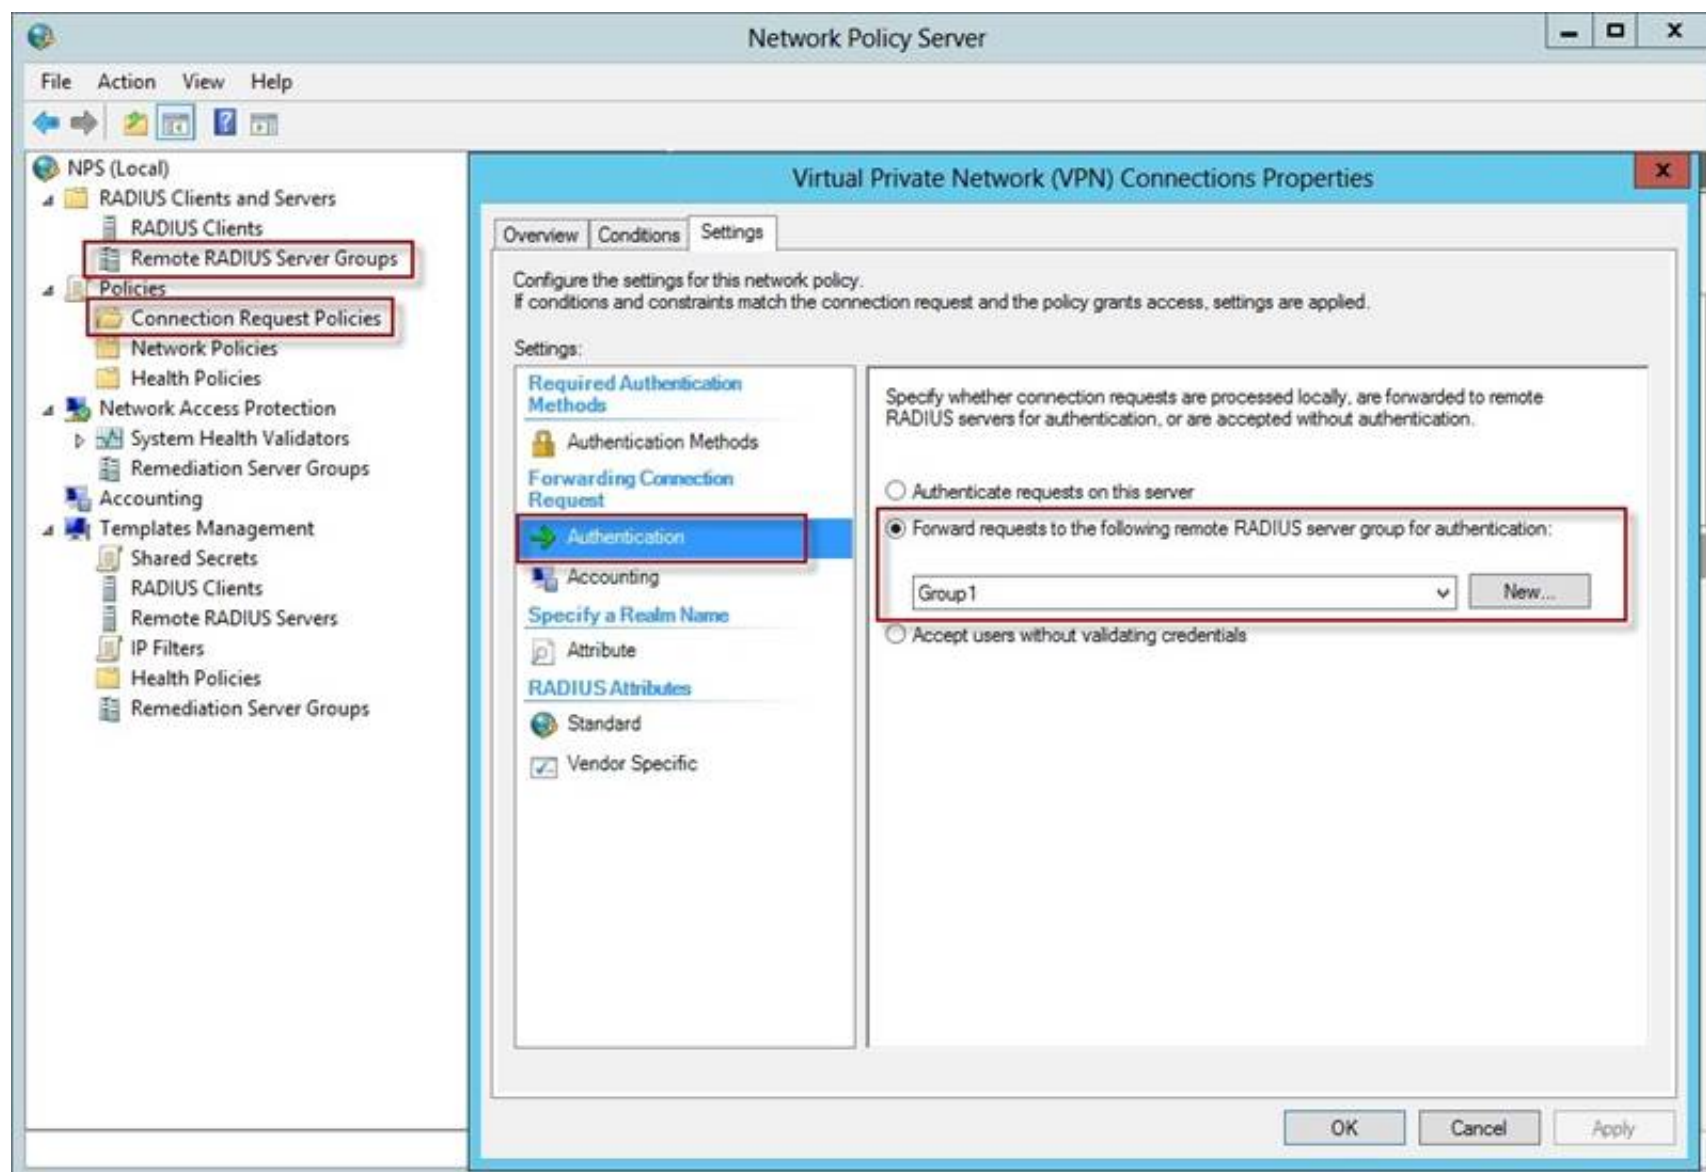 Network Policy Server
File Action View Help
NPS (Local)
RADIUS Clients and Servers
RADIUS Clients
Remote RADIUS Server Groups
Policies
Connection Request Policies
Network Policies
Health Policies
Network Access Protection
System Health Validators
Remediation Server Groups
Accounting
Templates Management
Shared Secrets
RADIUS Clients
Remote RADIUS Servers
IP Filters
Health Policies
Remediation Server Groups
Virtual Private Network (VPN) Connections Properties
Overview Conditions Settings
Configure the settings for this network policy.
If conditions and constraints match the connection request and the policy grants access, settings are applied.
Settings:
Required Authentication
Methods
Authentication Methods
Forwarding Connection
Request
Authentication
Accounting
Specify a Realm Name
Attribute
RADIUS Attributes
Standard
Vendor Specific
Specify whether connection requests are processed locally, are forwarded to remote
RADIUS servers for authentication, or are accepted without authentication.
Authenticate requests on this server
Forward requests to the following remote RADIUS server group for authentication:
Group1 New...
Accept users without validating credentials
OK Cancel Apply